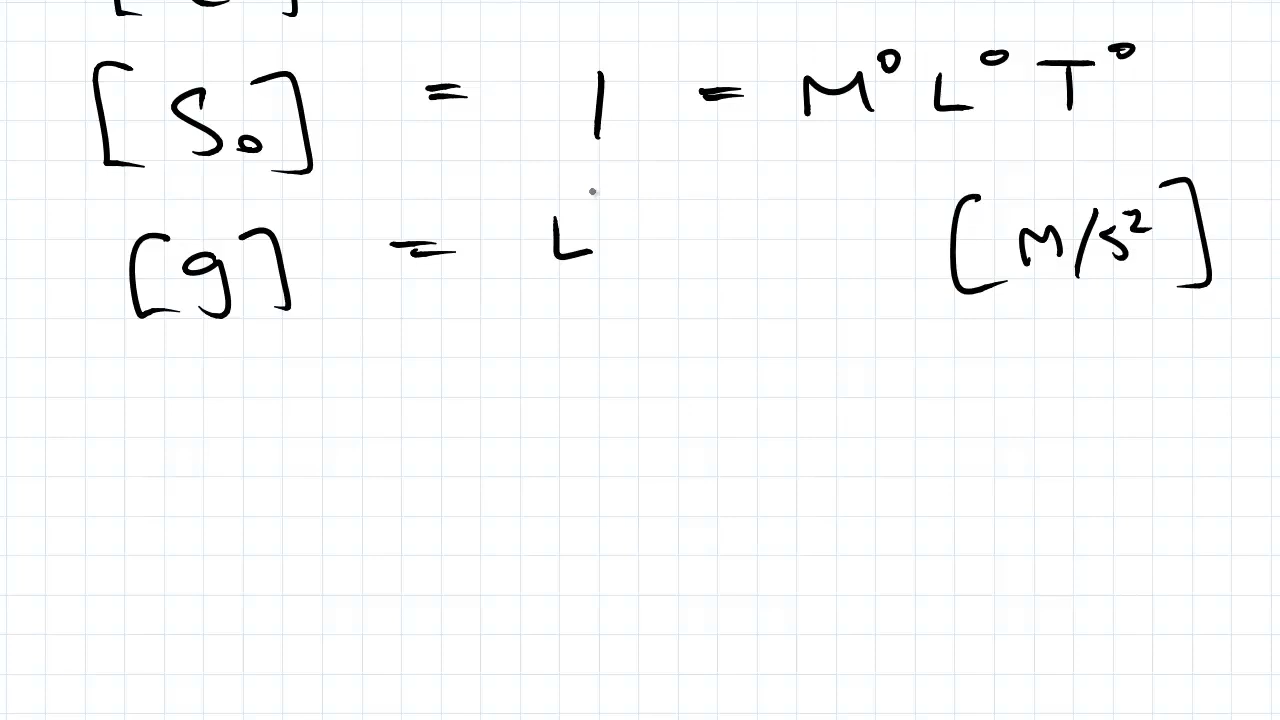 [S₀] = 1 = M⁰ L⁰ T⁰
[g] = L [M/s²]